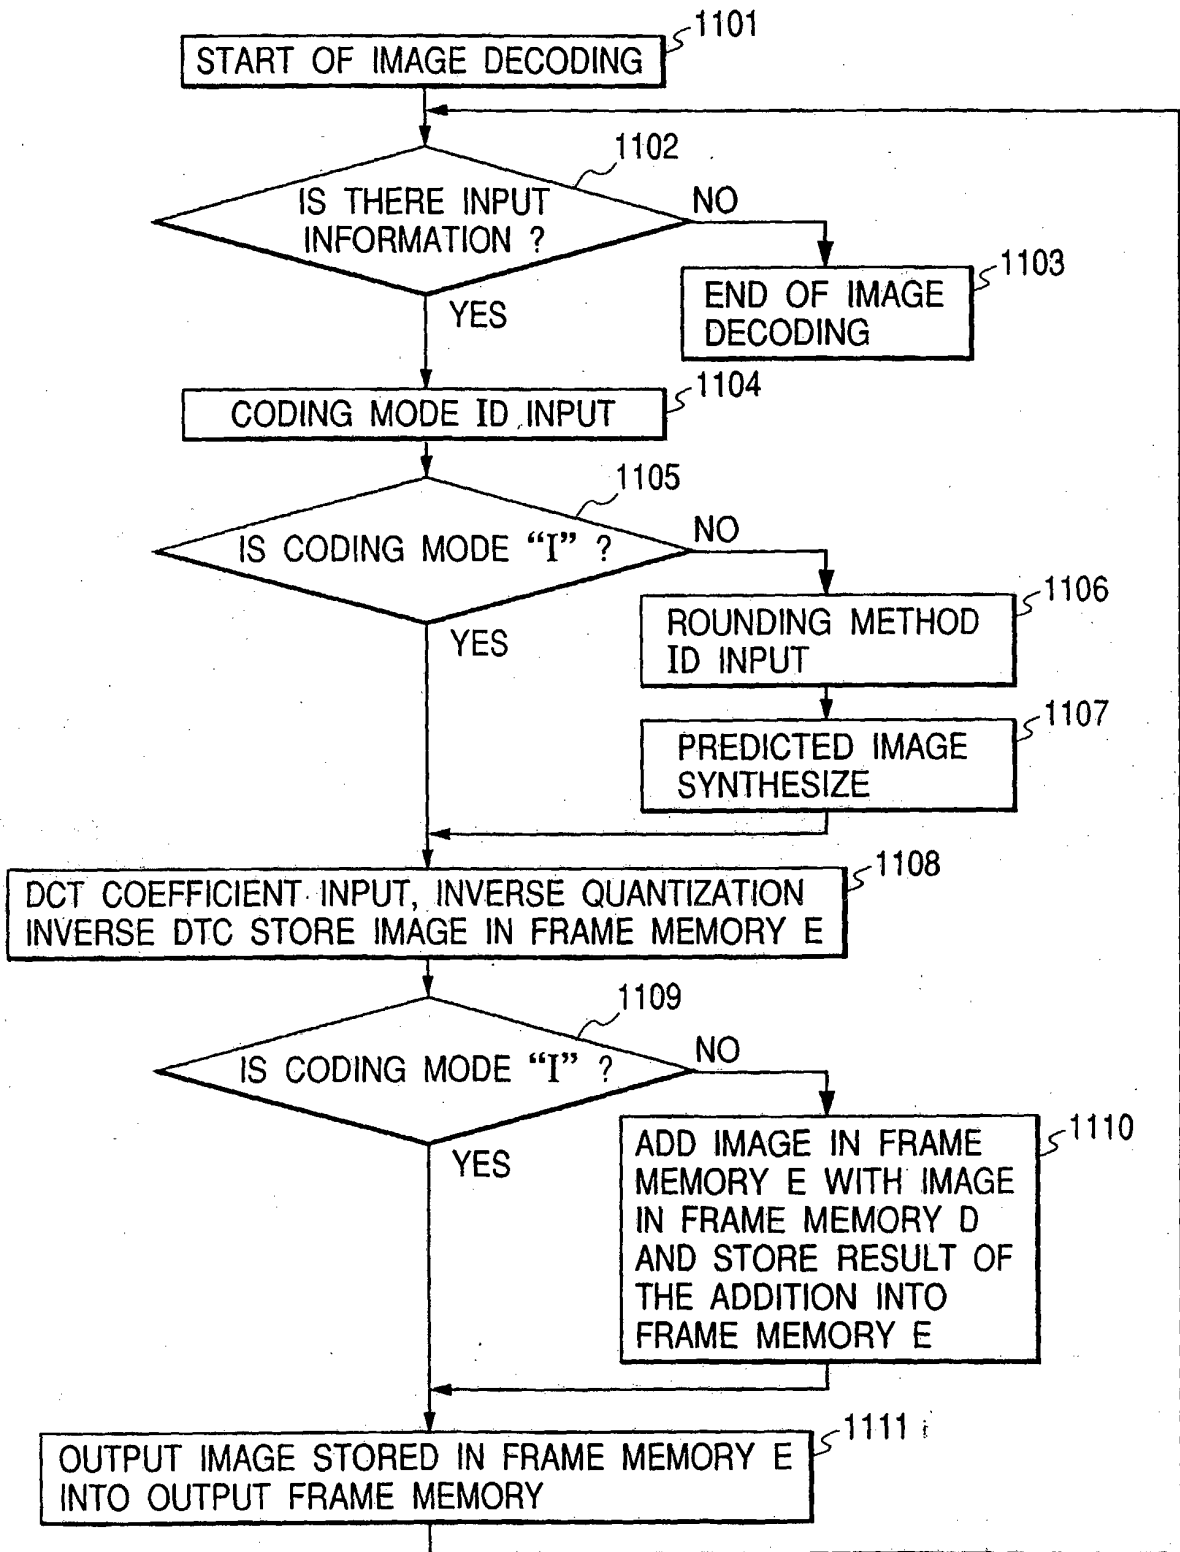 1101
START OF IMAGE DECODING
1102
IS THERE INPUT
INFORMATION ?
NO
1103
END OF IMAGE
DECODING
YES
1104
CODING MODE ID INPUT
1105
IS CODING MODE “I” ?
NO
1106
ROUNDING METHOD
ID INPUT
YES
1107
PREDICTED IMAGE
SYNTHESIZE
1108
DCT COEFFICIENT INPUT, INVERSE QUANTIZATION
INVERSE DTC STORE IMAGE IN FRAME MEMORY E
1109
IS CODING MODE “I” ?
NO
1110
ADD IMAGE IN FRAME
MEMORY E WITH IMAGE
IN FRAME MEMORY D
AND STORE RESULT OF
THE ADDITION INTO
FRAME MEMORY E
YES
1111
OUTPUT IMAGE STORED IN FRAME MEMORY E
INTO OUTPUT FRAME MEMORY